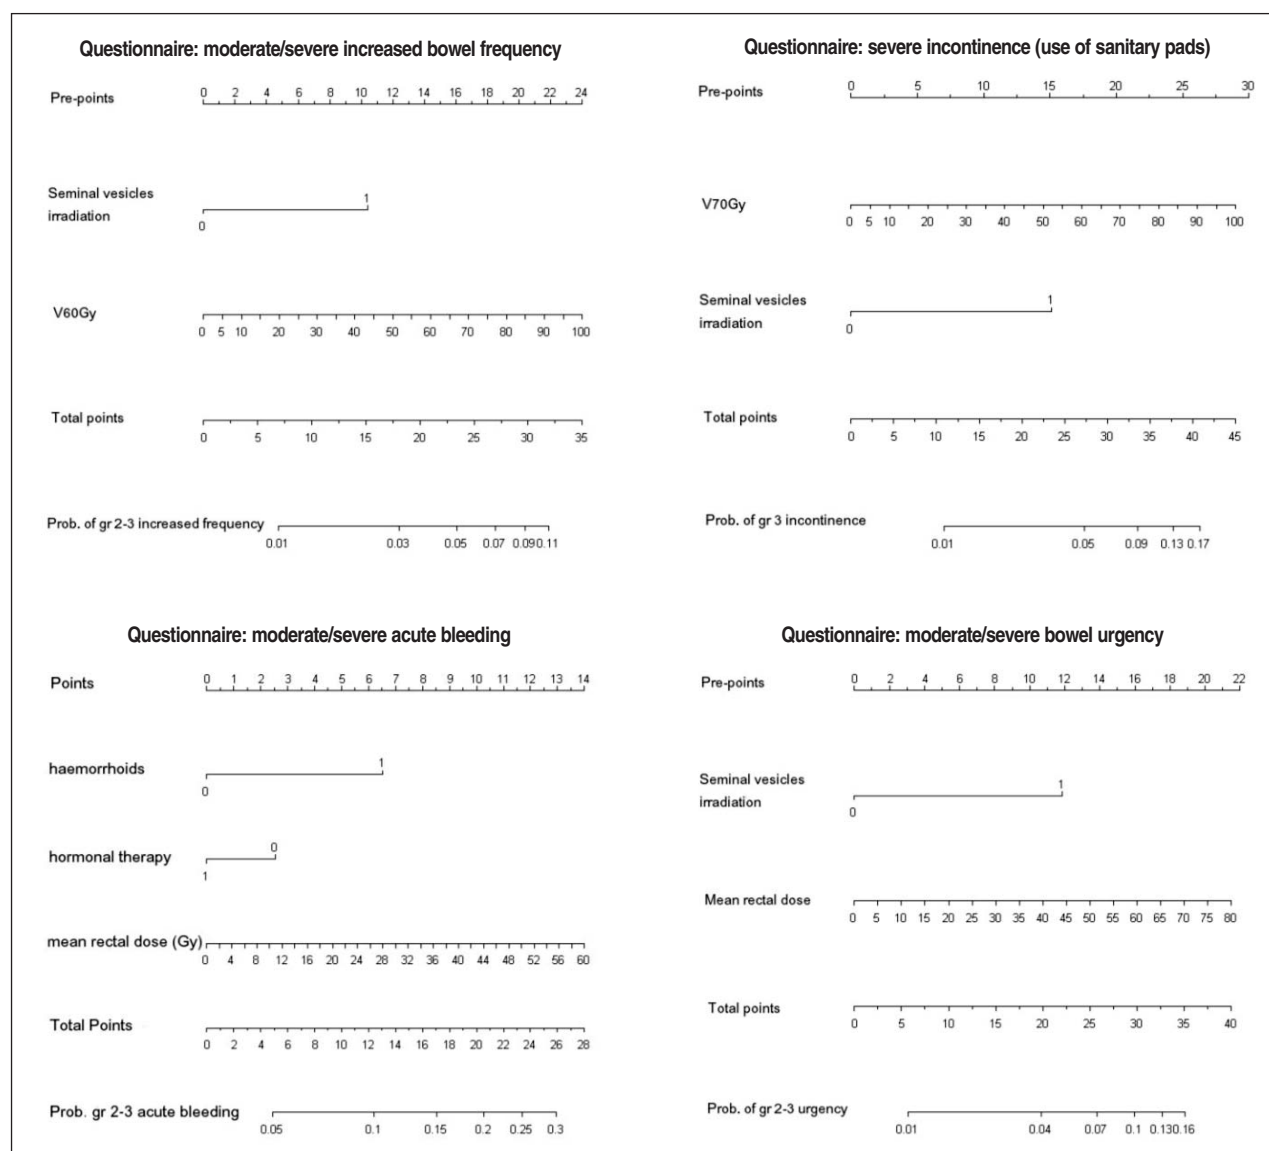 Questionnaire: moderate/severe increased bowel frequency
Pre-points
0 2 4 6 8 10 12 14 16 18 20 22 24
Seminal vesicles
irradiation
1
0
V60Gy
0 5 10 20 30 40 50 60 70 80 90 100
Total points
0 5 10 15 20 25 30 35
Prob. of gr 2-3 increased frequency
0.01 0.03 0.05 0.07 0.09 0.11
Questionnaire: severe incontinence (use of sanitary pads)
Pre-points
0 5 10 15 20 25 30
V70Gy
0 5 10 20 30 40 50 60 70 80 90 100
Seminal vesicles
irradiation
1
0
Total points
0 5 10 15 20 25 30 35 40 45
Prob. of gr 3 incontinence
0.01 0.05 0.09 0.13 0.17
Questionnaire: moderate/severe acute bleeding
Points
0 1 2 3 4 5 6 7 8 9 10 11 12 13 14
haemorrhoids
1
0
hormonal therapy
0
1
mean rectal dose (Gy)
0 4 8 12 16 20 24 28 32 36 40 44 48 52 56 60
Total Points
0 2 4 6 8 10 12 14 16 18 20 22 24 26 28
Prob. gr 2-3 acute bleeding
0.05 0.1 0.15 0.2 0.25 0.3
Questionnaire: moderate/severe bowel urgency
Pre-points
0 2 4 6 8 10 12 14 16 18 20 22
Seminal vesicles
irradiation
1
0
Mean rectal dose
0 5 10 15 20 25 30 35 40 45 50 55 60 65 70 75 80
Total points
0 5 10 15 20 25 30 35 40
Prob. of gr 2-3 urgency
0.01 0.04 0.07 0.1 0.13 0.16